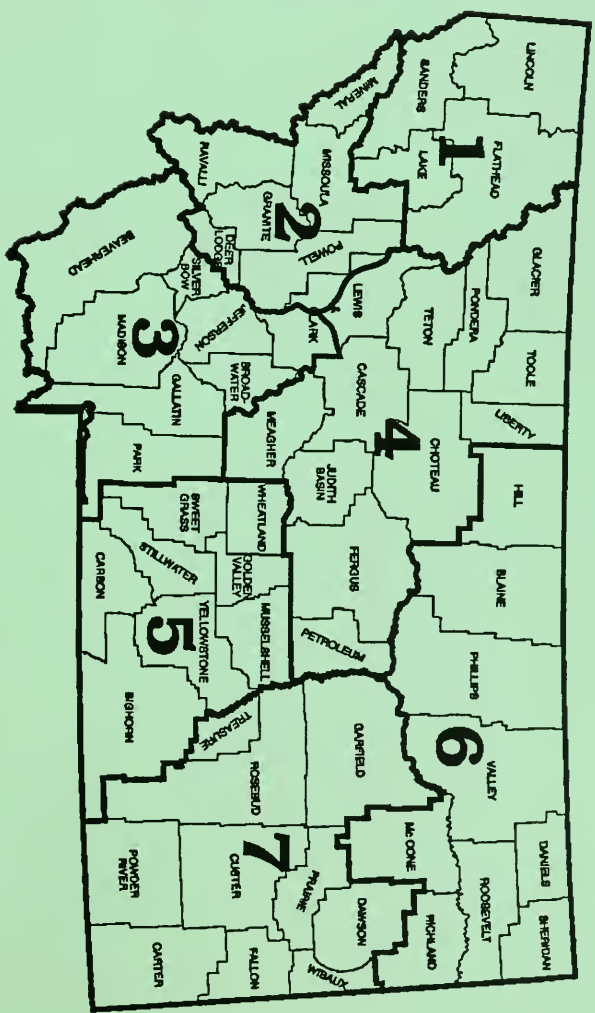 LINCOLN
FLATHEAD
SANDERS
LAKE
1
MINERAL
MISSOULA
RAVALLI
GRANITE
2
POWELL
DEER
LODGE
LEWIS
ARK
SILVER
BOW
JEFFERSON
BROAD-
WATER
BEAVERHEAD
MADISON
3
GALLATIN
PARK
GLACIER
TOOLE
PONDERA
LIBERTY
TETON
CHOTEAU
4
CASCADE
MEAGHER
JUDITH
BASIN
FERGUS
PETROLEUM
WHEATLAND
GOLDEN
VALLEY
MUSSELSHELL
SWEET
GRASS
STILLWATER
YELLOWSTONE
5
CARBON
BIGHORN
HILL
BLAINE
PHILLIPS
VALLEY
6
DANIELS
SHERIDAN
ROOSEVELT
McCONE
RICHLAND
GARFIELD
DAWSON
PRAIRIE
WIBAUX
TREASURE
ROSEBUD
7
CUSTER
FALLON
POWDER
RIVER
CARTER